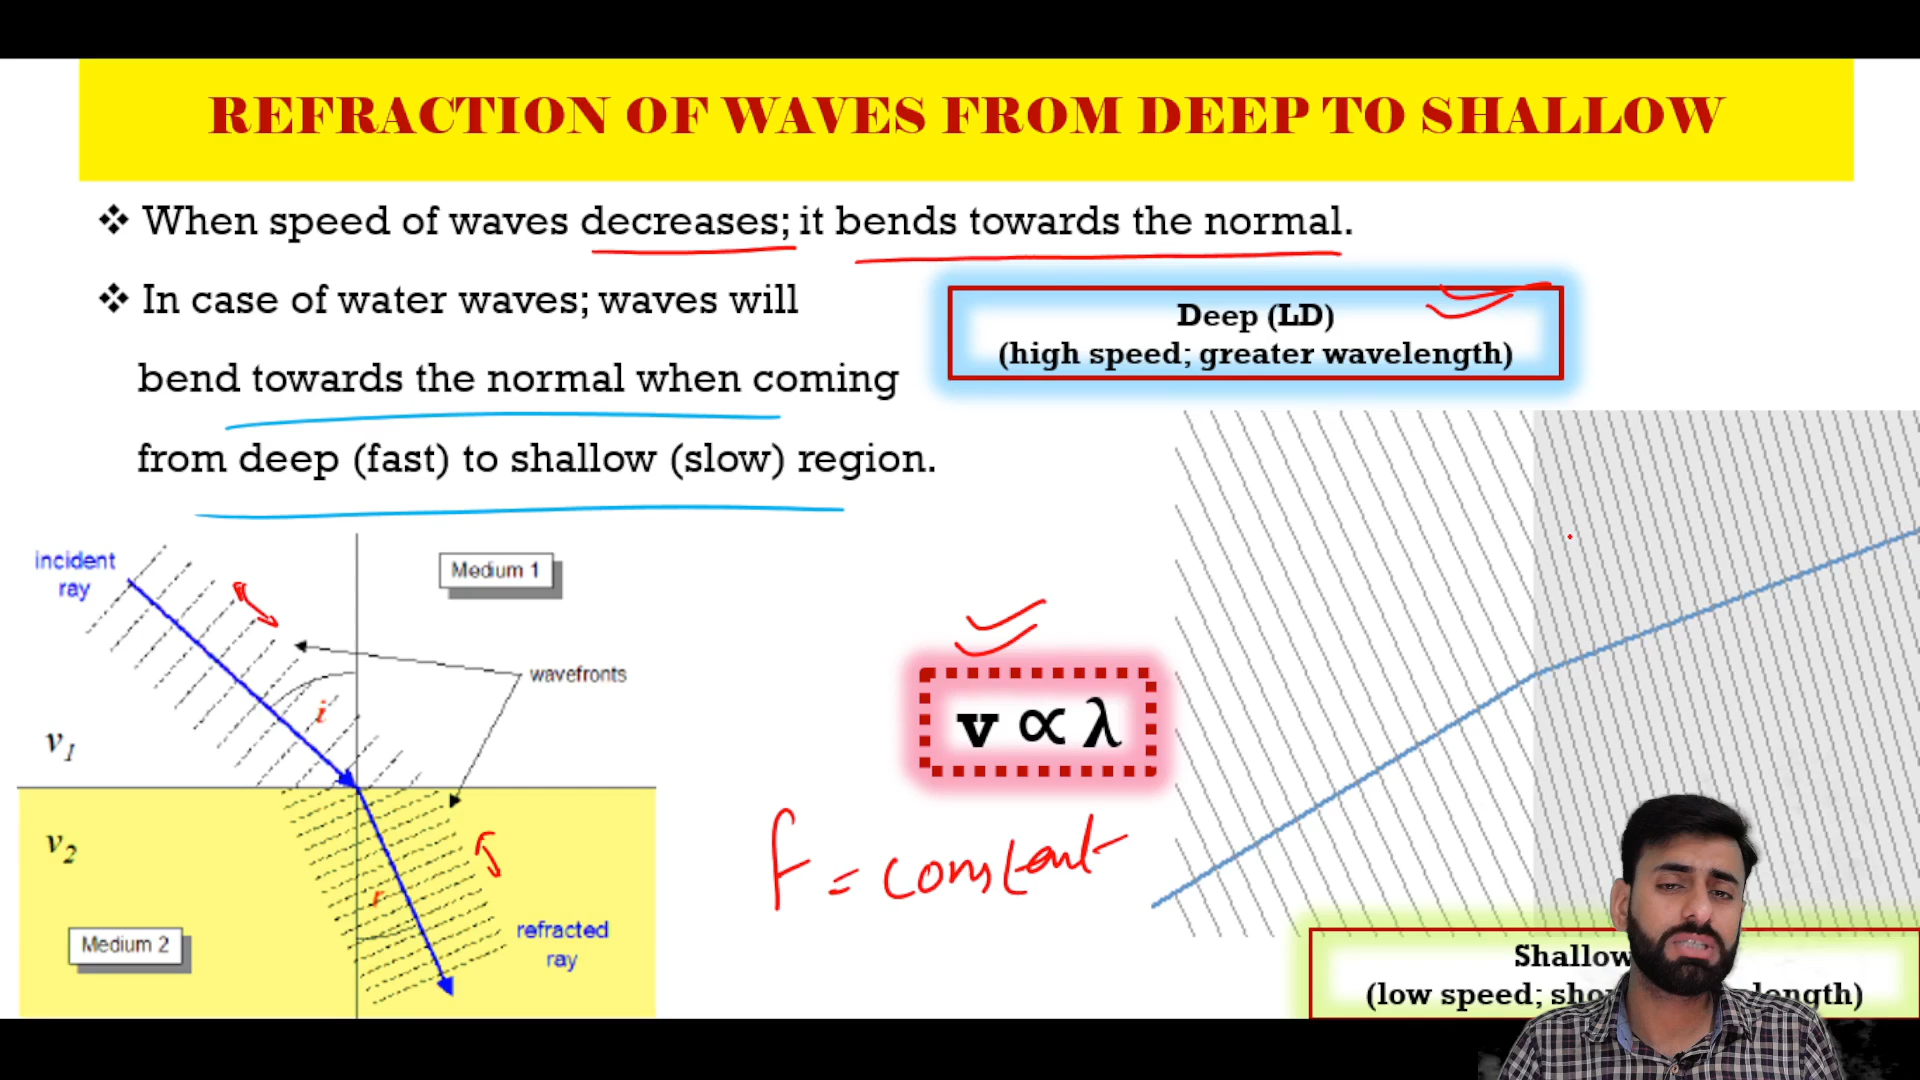 REFRACTION OF WAVES FROM DEEP TO SHALLOW
❖ When speed of waves decreases; it bends towards the normal.
❖ In case of water waves; waves will
bend towards the normal when coming
from deep (fast) to shallow (slow) region.
Deep (LD)
(high speed; greater wavelength)
incident
ray
Medium 1
wavefronts
i
v₁
v₂
r
Medium 2
refracted
ray
v ∝ λ
f = constant
Shallow
(low speed;